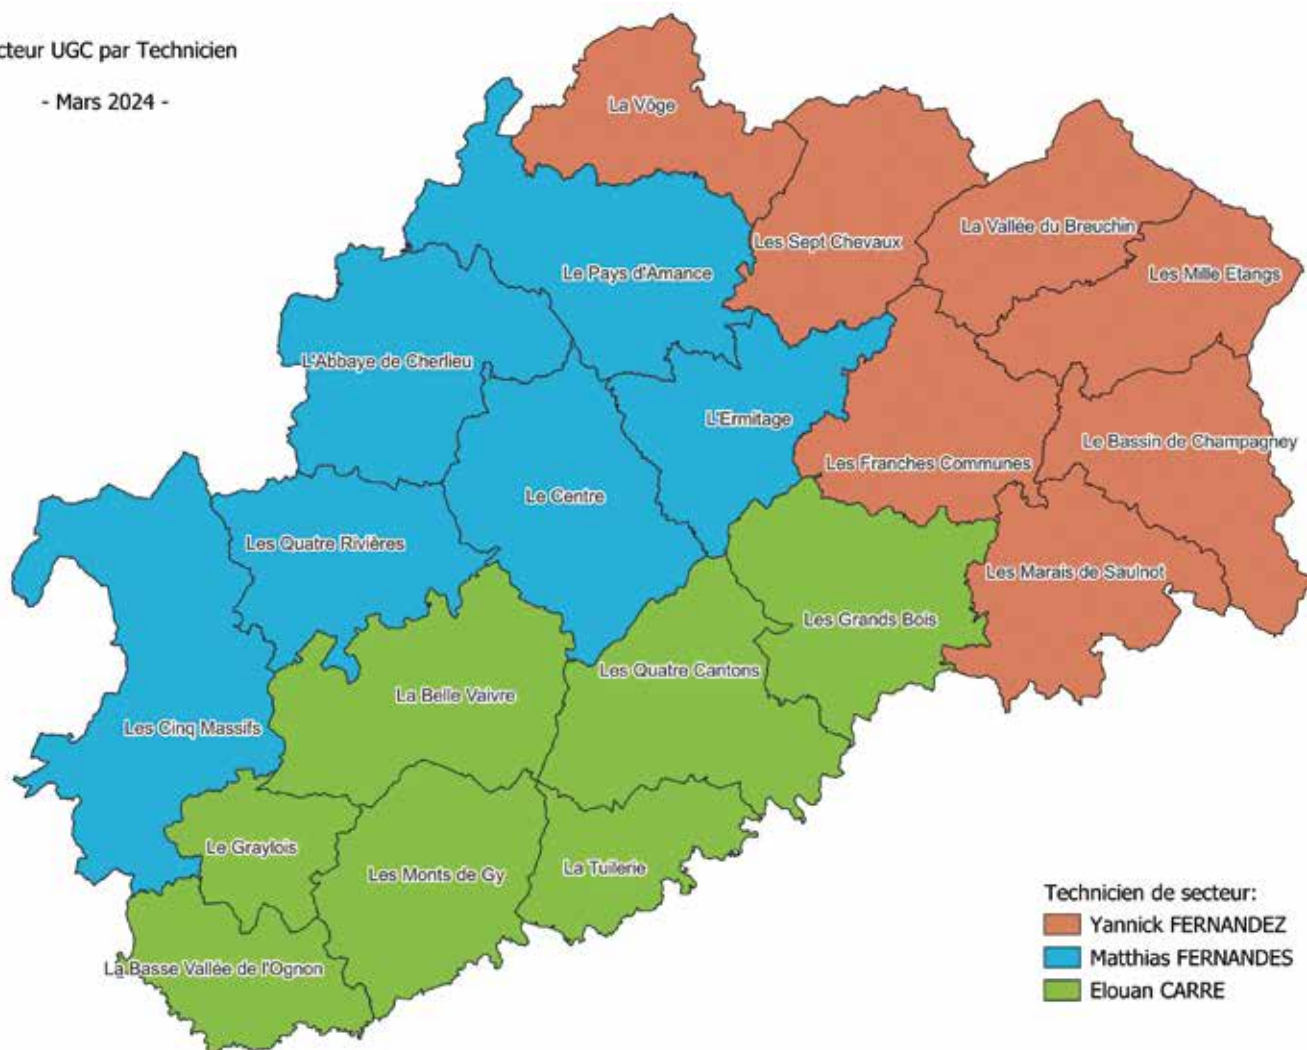 cteur UGC par Technicien
- Mars 2024 -
La Vôge
Les Sept Chevaux
La Vallée du Breuchin
Les Mille Etangs
Le Pays d'Amance
L'Abbaye de Cherlieu
L'Ermitage
Le Bassin de Champagney
Les Franches Communes
Le Centre
Les Quatre Rivières
Les Marais de Saulnot
Les Grands Bois
Les Quatre Cantons
La Belle Vaivre
Les Cinq Massifs
Le Graylois
Les Monts de Gy
La Tuilerie
La Basse Vallée de l'Ognon
Technicien de secteur:
Yannick FERNANDEZ
Matthias FERNANDES
Elouan CARRE